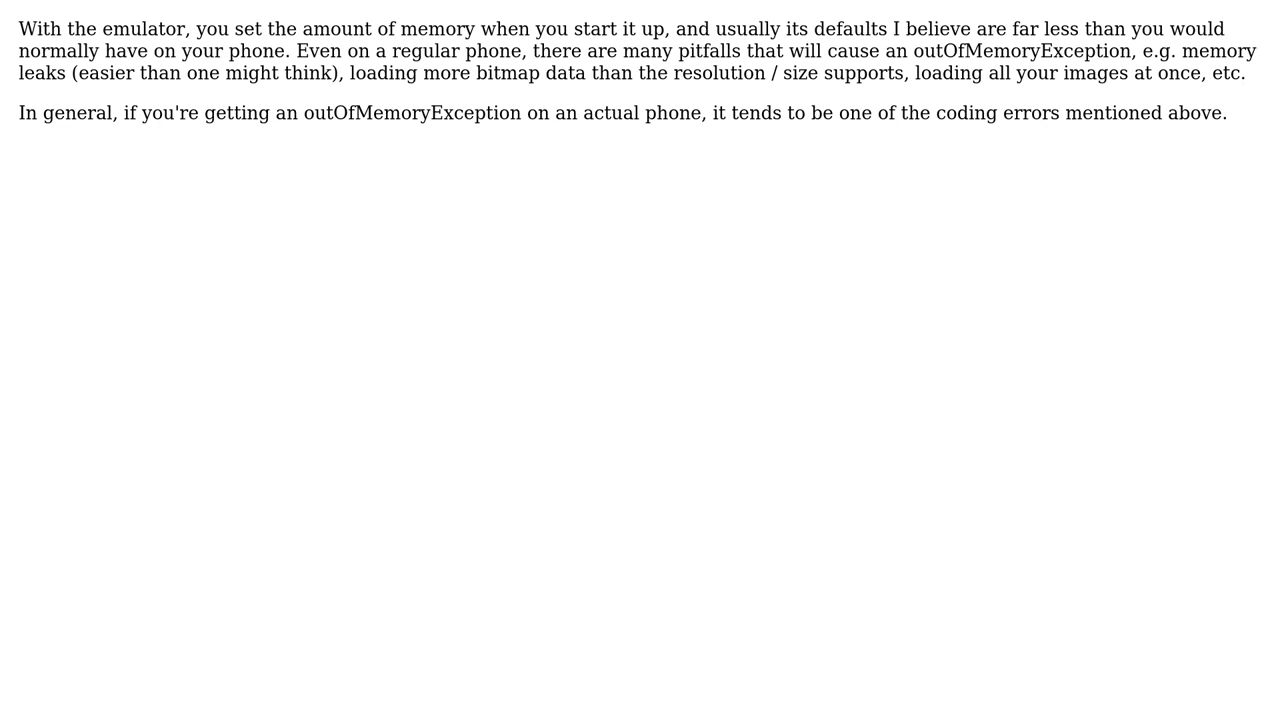 With the emulator, you set the amount of memory when you start it up, and usually its defaults I believe are far less than you would
normally have on your phone. Even on a regular phone, there are many pitfalls that will cause an outOfMemoryException, e.g. memory
leaks (easier than one might think), loading more bitmap data than the resolution / size supports, loading all your images at once, etc.
In general, if you're getting an outOfMemoryException on an actual phone, it tends to be one of the coding errors mentioned above.